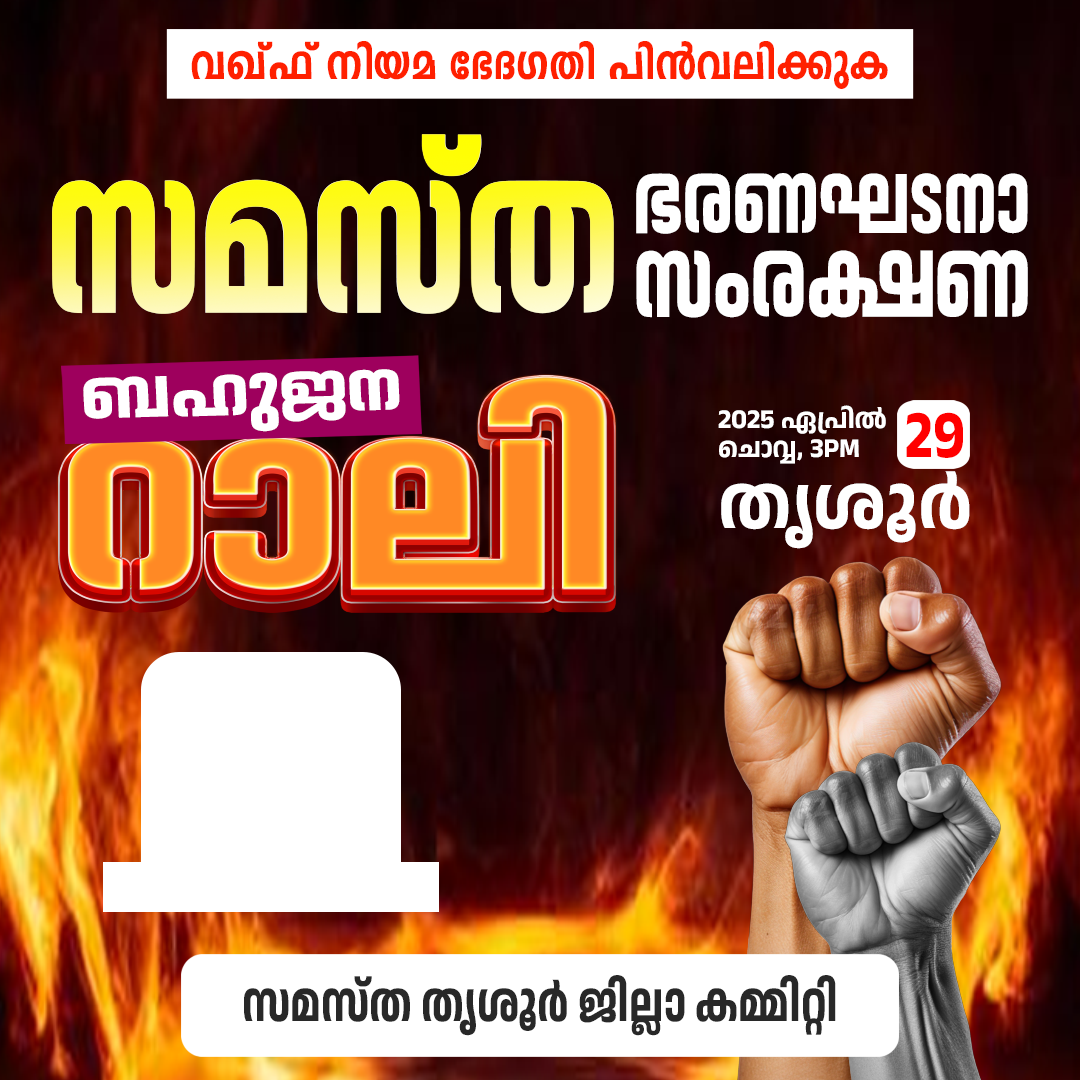 വഖ്ഫ് നിയമ ഭേദഗതി പിൻവലിക്കുക
സമസ്ത
ഭരണഘടനാ
സംരക്ഷണ
ബഹുജന
റാലി
2025 ഏപ്രിൽ
ചൊവ്വ, 3PM
29
തൃശൂർ
സമസ്ത തൃശൂർ ജില്ലാ കമ്മിറ്റി